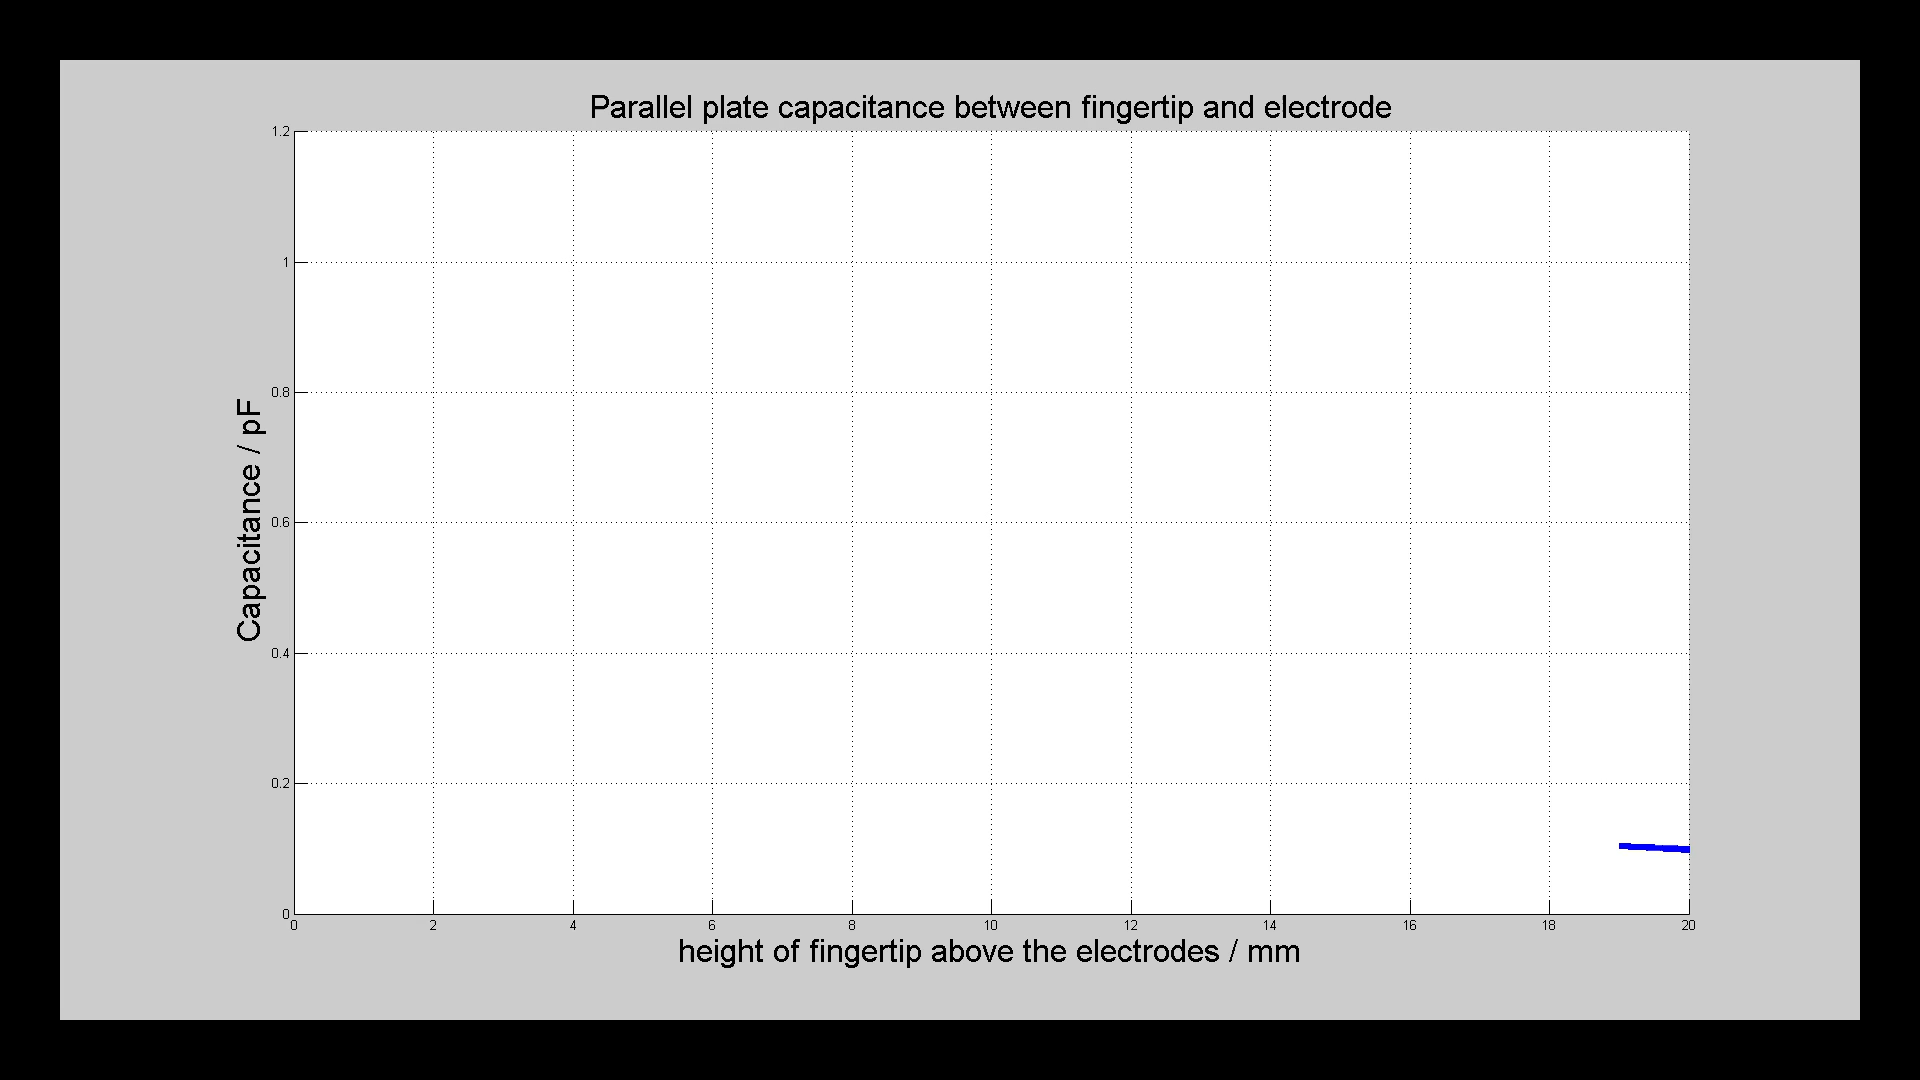 Parallel plate capacitance between fingertip and electrode
1.2
1
0.8
0.6
0.4
0.2
0
Capacitance / pF
0 2 4 6 8 10 12 14 16 18 20
height of fingertip above the electrodes / mm